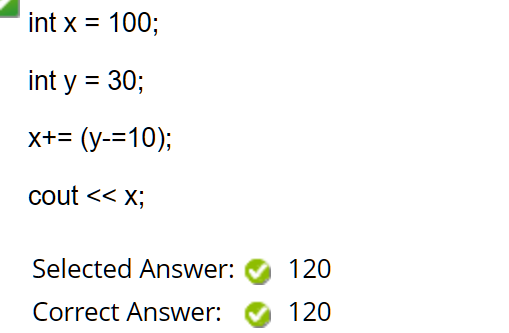 int x = 100;
int y = 30;
x+= (y-=10);
cout << x;
Selected Answer: 120
Correct Answer: 120